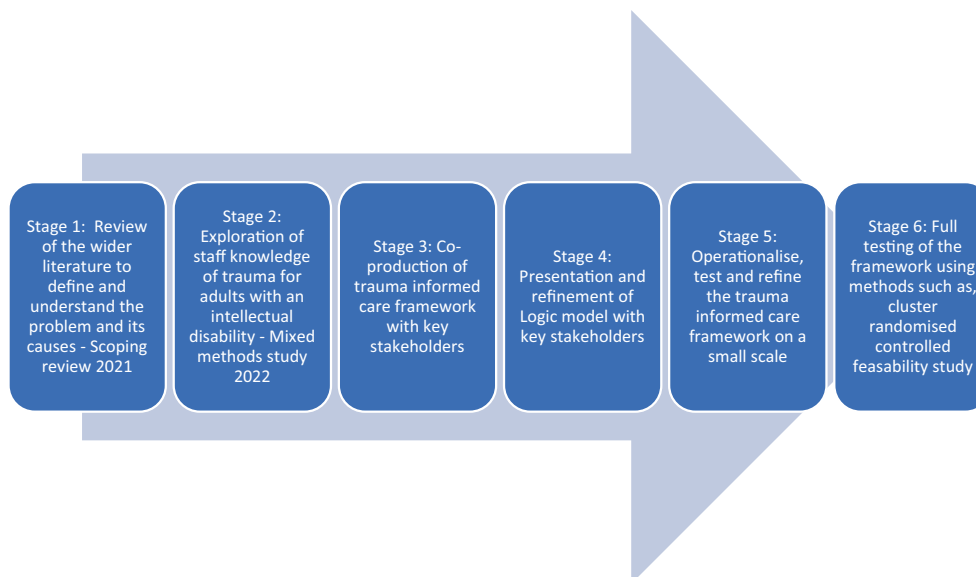 Stage 1:  Review
of the wider
literature to
define and
understand the
problem and its
causes - Scoping
review 2021
Stage 2:
Exploration of
staff knowledge
of trauma for
adults with an
intellectual
disability - Mixed
methods study
2022
Stage 3: Co-
production of
trauma informed
care framework
with key
stakeholders
Stage 4:
Presentation and
refinement of
Logic model with
key stakeholders
Stage 5:
Operationalise,
test and refine
the trauma
informed care
framework on a
small scale
Stage 6: Full
testing of the
framework using
methods such as,
cluster
randomised
controlled
feasability study